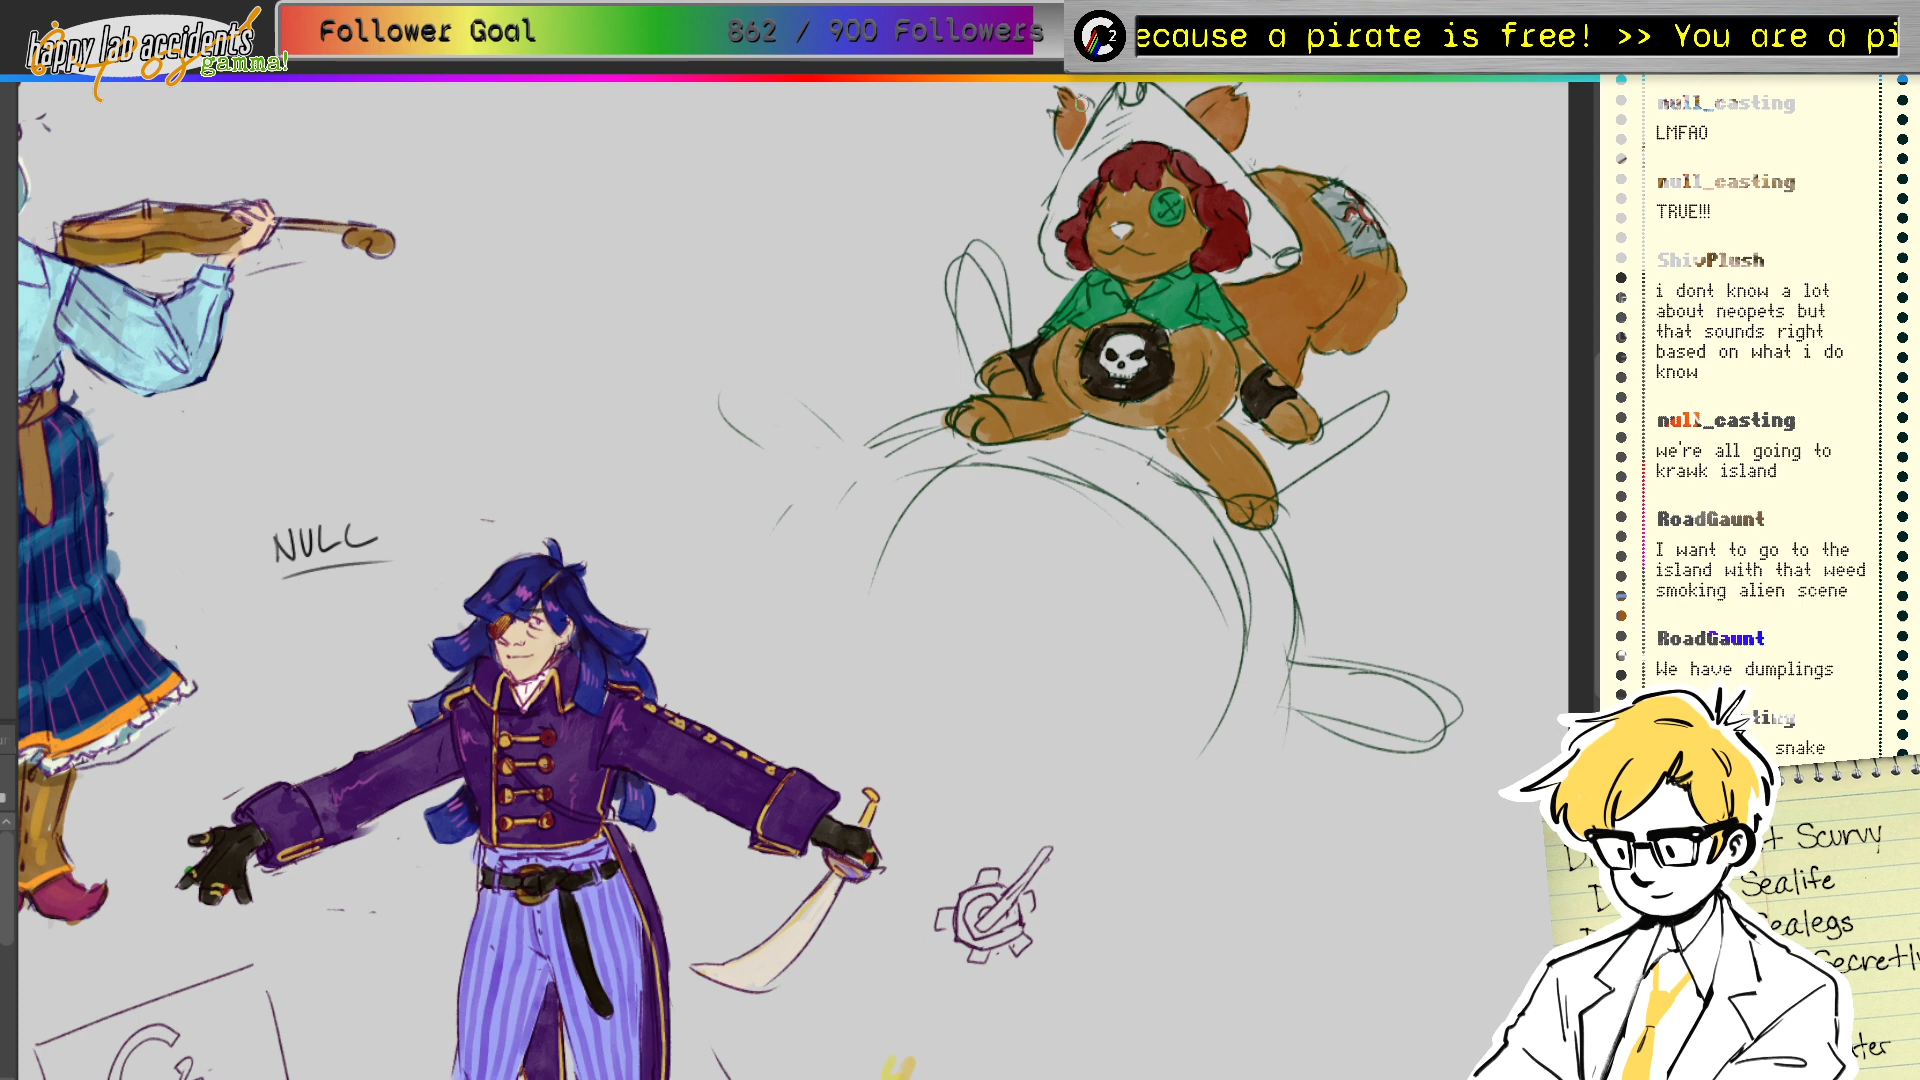 happy lab accidents
gamma!
Follower Goal
862 / 900 Followers
ecause a pirate is free! >> You are a pi
null_casting
LMFAO
null_casting
TRUE!!!
ShivPlush
i dont know a lot
about neopets but
that sounds right
based on what i do
know
null_casting
we're all going to
krawk island
RoadGaunt
I want to go to the
island with that weed
smoking alien scene
RoadGaunt
We have dumplings
ting
snake
NULL
Scurvy
Sealife
ealegs
Secretly